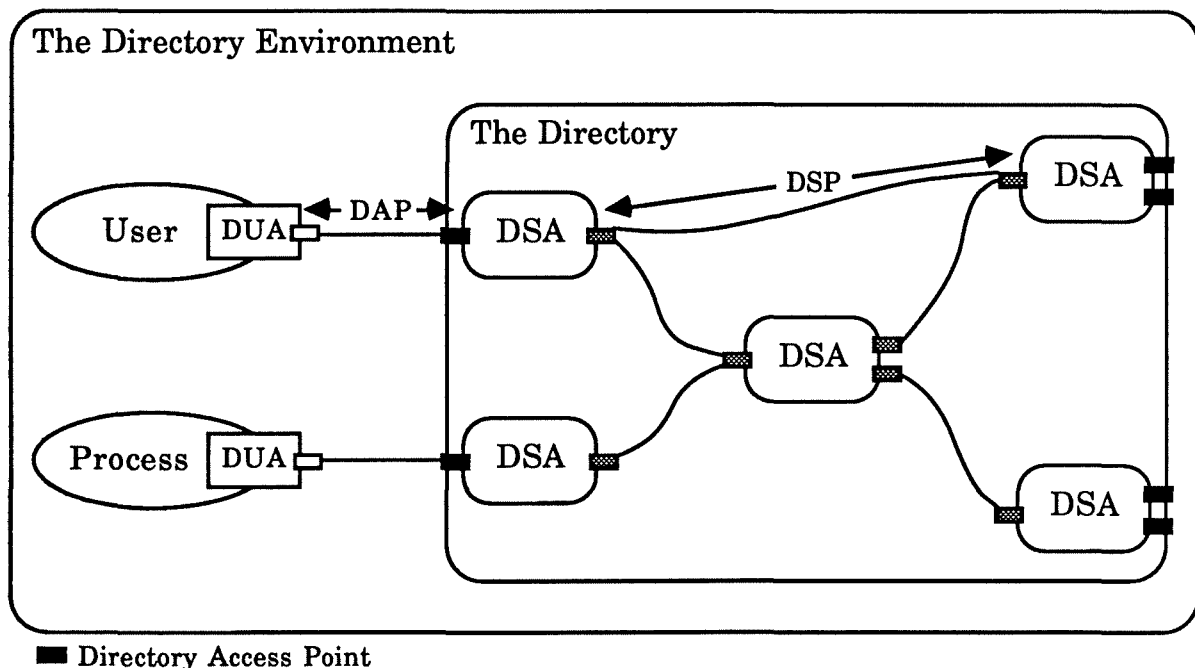 The Directory Environment
The Directory
DSA
DSP
User
DUA
DAP
DSA
DSA
Process
DUA
DSA
DSA
Directory Access Point